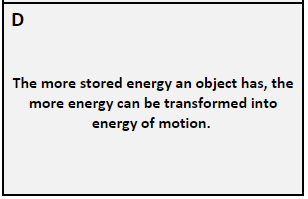 D
The more stored energy an object has, the
more energy can be transformed into
energy of motion.